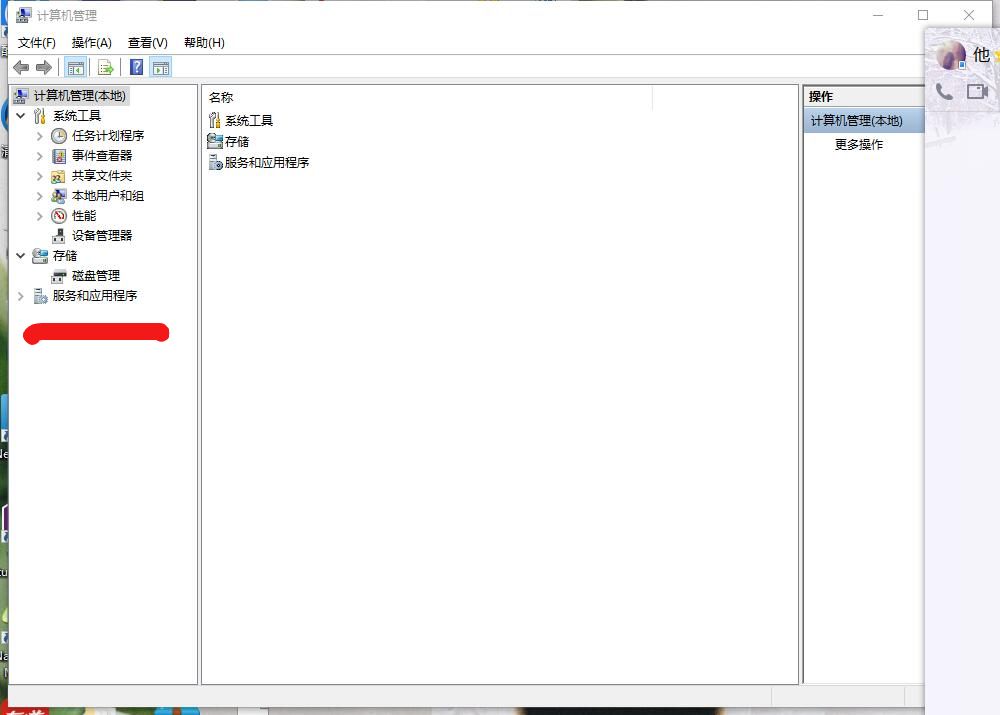 计算机管理
文件(F) 操作(A) 查看(V) 帮助(H)
计算机管理(本地)
系统工具
任务计划程序
事件查看器
共享文件夹
本地用户和组
性能
设备管理器
存储
磁盘管理
服务和应用程序
名称
系统工具
存储
服务和应用程序
操作
计算机管理(本地)
更多操作
他